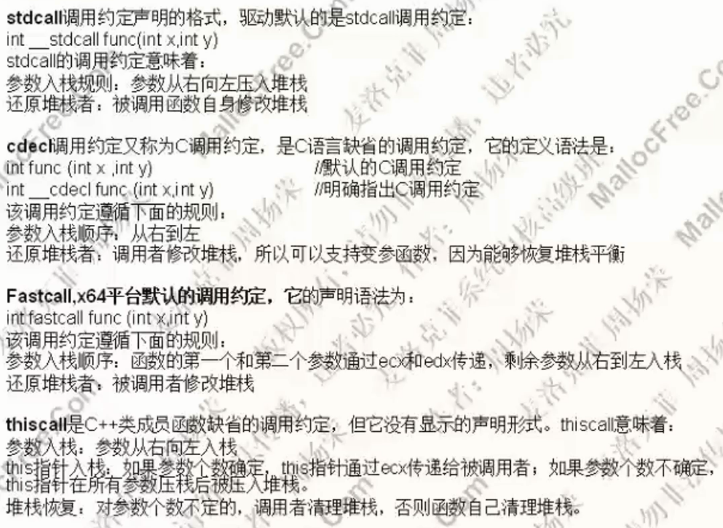 stdcall调用约定声明的格式，驱动默认的是stdcall调用约定：
int __stdcall func(int x,int y)
stdcall的调用约定意味着：
参数入栈规则：参数从右向左压入堆栈
还原堆栈者：被调用函数自身修改堆栈
cdecl调用约定又称为C调用约定，是C语言缺省的调用约定，它的定义语法是：
int func (int x ,int y) //默认的C调用约定
int __cdecl func (int x,int y) //明确指出C调用约定
该调用约定遵循下面的规则：
参数入栈顺序：从右到左
还原堆栈者：调用者修改堆栈，所以可以支持变参函数，因为能够恢复堆栈平衡
Fastcall,x64平台默认的调用约定，它的声明语法为：
int fastcall func (int x,int y)
该调用约定遵循下面的规则：
参数入栈顺序：函数的第一个和第二个参数通过ecx和edx传递，剩余参数从右到左入栈
还原堆栈者：被调用者修改堆栈
thiscall是C++类成员函数缺省的调用约定，但它没有显示的声明形式。thiscall意味着：
参数入栈：参数从右向左入栈
this指针入栈：如果参数个数确定，this指针通过ecx传递给被调用者；如果参数个数不确定，
this指针在所有参数压栈后被压入堆栈。
堆栈恢复：对参数个数不定的，调用者清理堆栈，否则函数自己清理堆栈。
MallocFree.Com